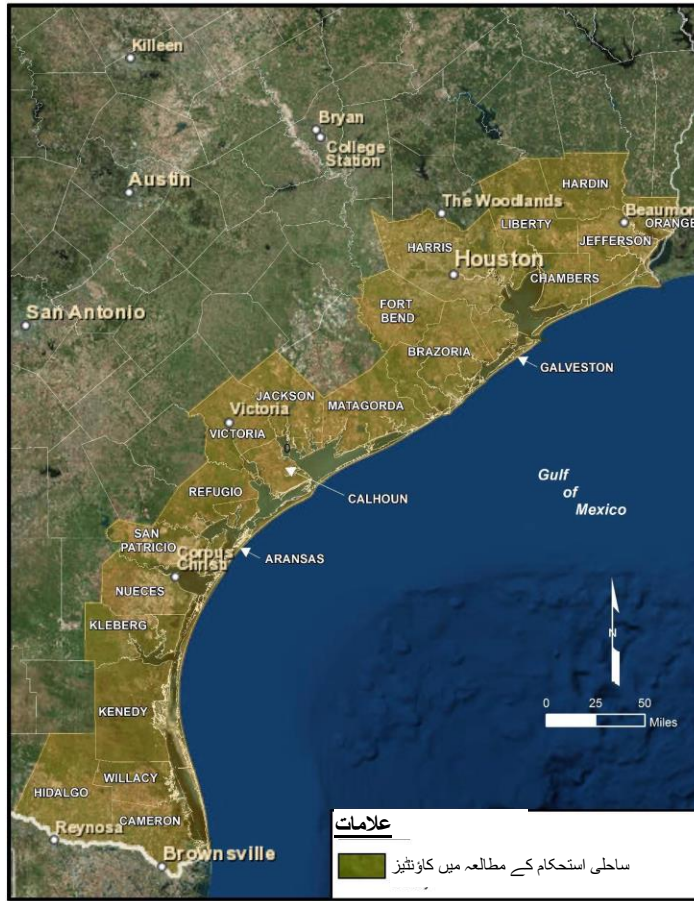 Killeen
Bryan
College
Station
Austin
The Woodlands
HARDIN
Beaumon
ORANGE
LIBERTY
JEFFERSON
HARRIS
Houston
CHAMBERS
San Antonio
FORT
BEND
BRAZORIA
GALVESTON
JACKSON
MATAGORDA
Victoria
VICTORIA
CALHOUN
REFUGIO
Gulf
of
Mexico
SAN
PATRICIO
Corpus
Christi
ARANSAS
NUECES
KLEBERG
N
KENEDY
0 25 50
Miles
WILLACY
HIDALGO
CAMERON
Reynosa
Brownsville
علامات
ساحلی استحکام کے مطالعہ میں کاؤنٹیز